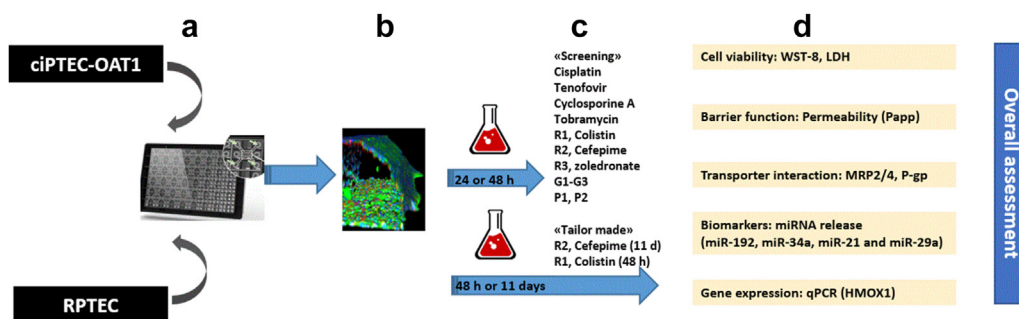 a
b
c
d
ciPTEC-OAT1
RPTEC
24 or 48 h
48 h or 11 days
«Screening»
Cisplatin
Tenofovir
Cyclosporine A
Tobramycin
R1, Colistin
R2, Cefepime
R3, zoledronate
G1-G3
P1, P2
«Tailor made»
R2, Cefepime (11 d)
R1, Colistin (48 h)
Cell viability: WST-8, LDH
Barrier function: Permeability (Papp)
Transporter interaction: MRP2/4, P-gp
Biomarkers: miRNA release
(miR-192, miR-34a, miR-21 and miR-29a)
Gene expression: qPCR (HMOX1)
Overall assessment